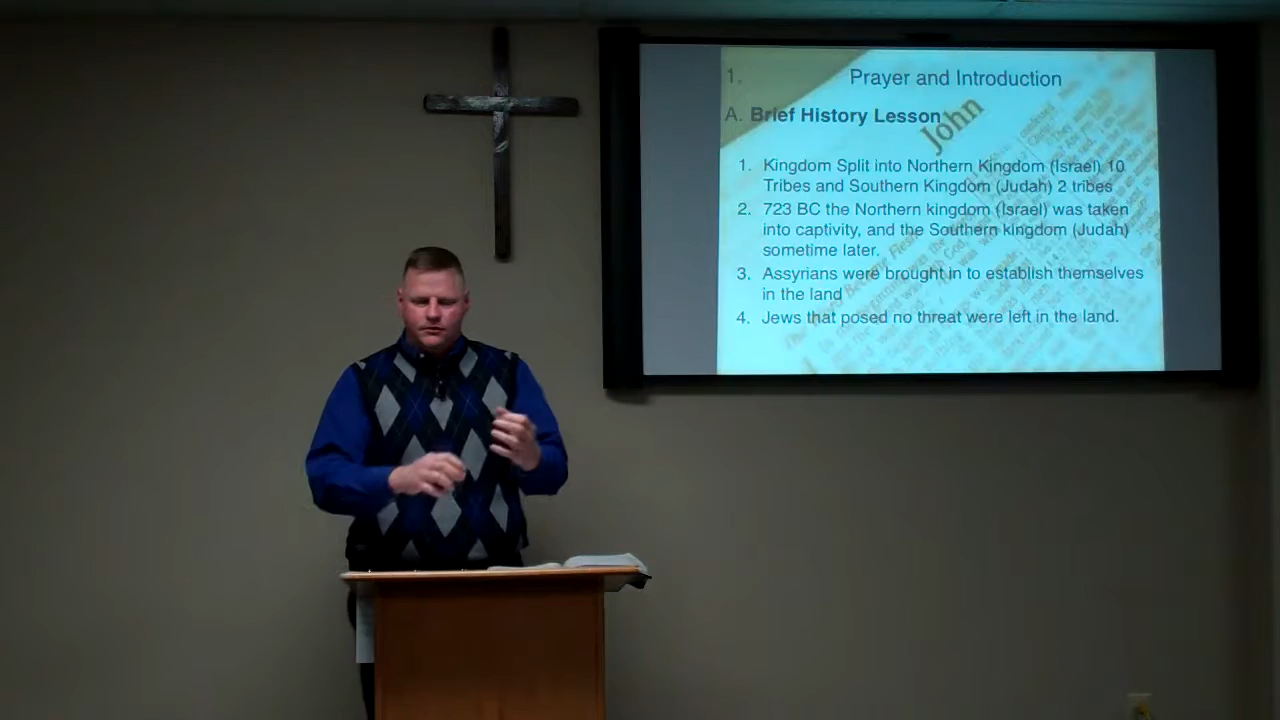 1. Prayer and Introduction
A. Brief History Lesson
John
1. Kingdom Split into Northern Kingdom (Israel) 10
Tribes and Southern Kingdom (Judah) 2 tribes
2. 723 BC the Northern kingdom (Israel) was taken
into captivity, and the Southern kingdom (Judah)
sometime later.
3. Assyrians were brought in to establish themselves
in the land
4. Jews that posed no threat were left in the land.